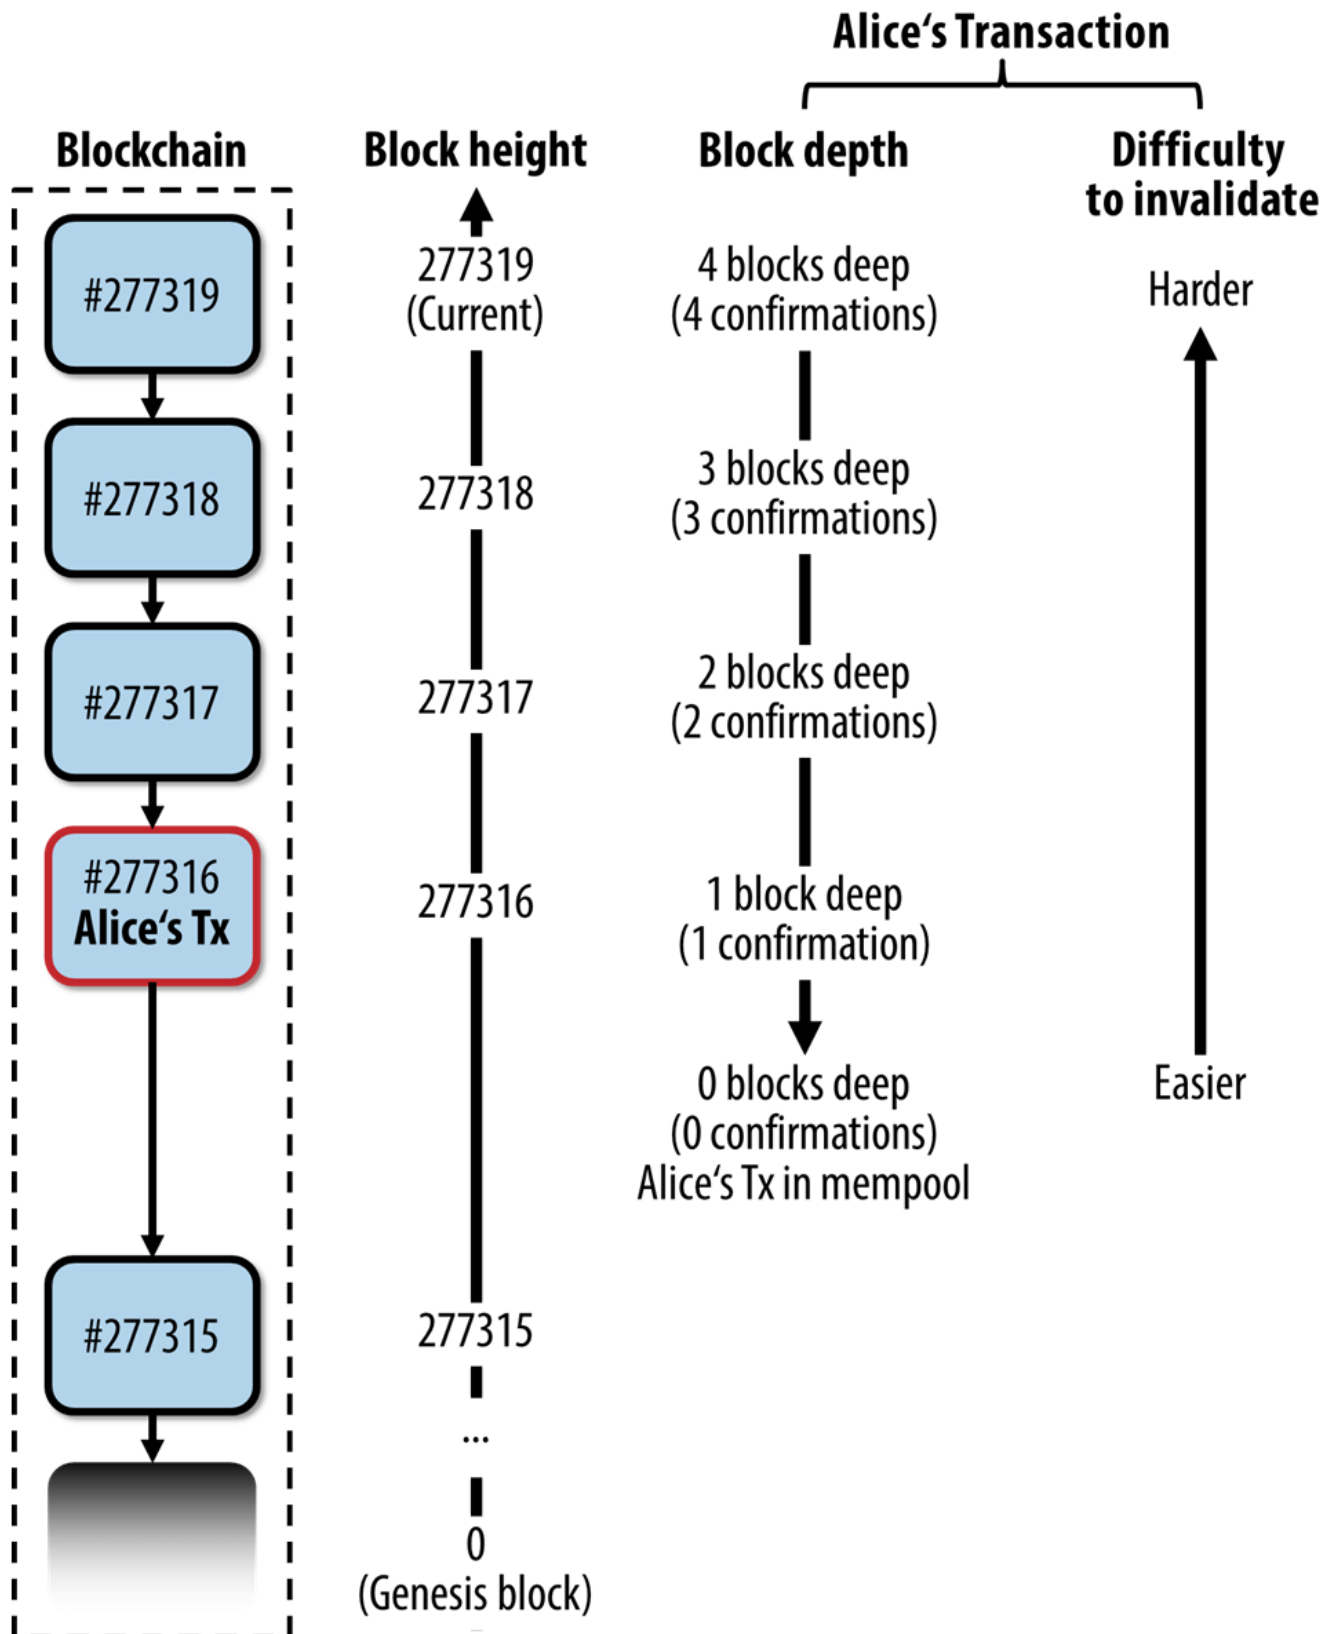 Alice‘s Transaction
Blockchain
Block height
Block depth
Difficulty
to invalidate
#277319
277319
(Current)
4 blocks deep
(4 confirmations)
Harder
#277318
277318
3 blocks deep
(3 confirmations)
#277317
277317
2 blocks deep
(2 confirmations)
#277316
Alice‘s Tx
277316
1 block deep
(1 confirmation)
0 blocks deep
(0 confirmations)
Alice‘s Tx in mempool
Easier
#277315
277315
...
0
(Genesis block)